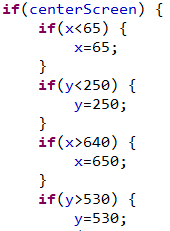 if(centerScreen) {
if(x<65) {
x=65;
}
if(y<250) {
y=250;
}
if(x>640) {
x=650;
}
if(y>530) {
y=530;